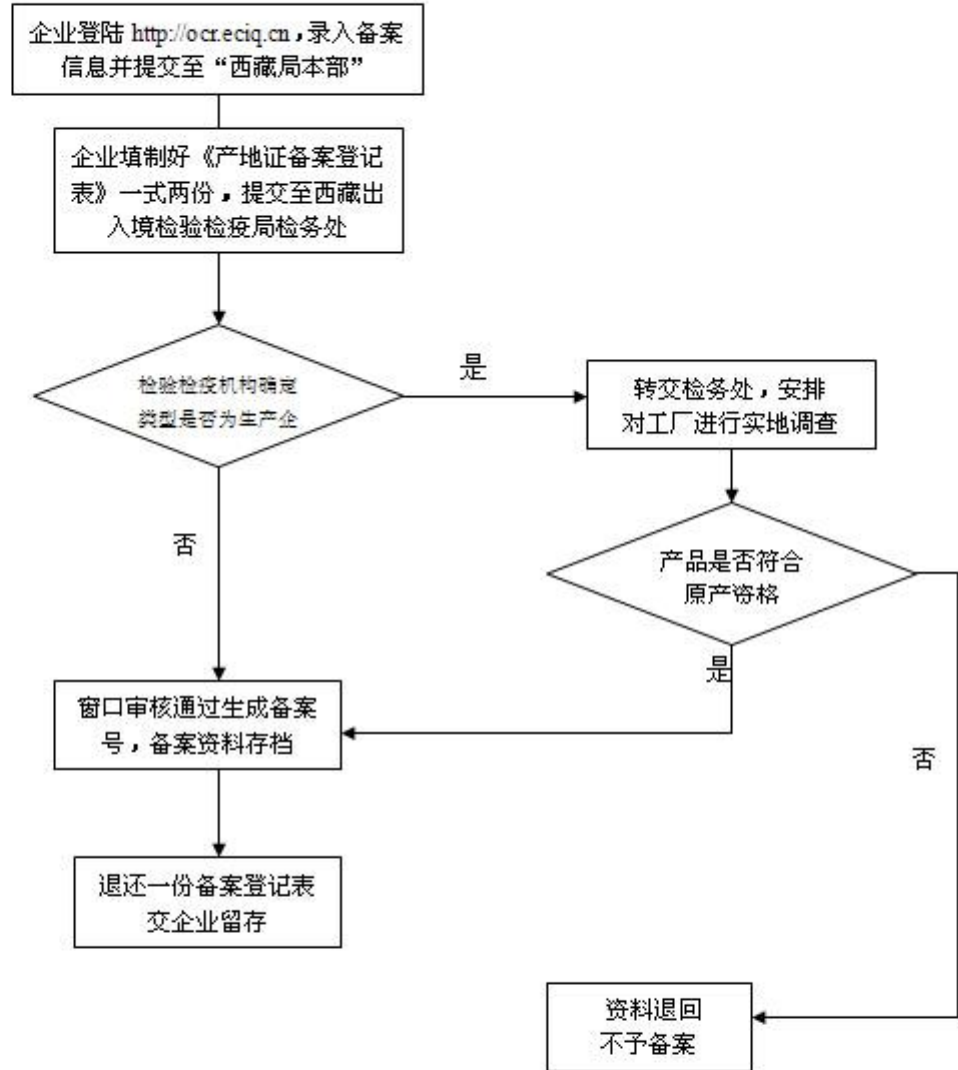 企业登陆 http://ocr.eciq.cn，录入备案
信息并提交至“西藏局本部”
企业填制好《产地证备案登记
表》一式两份，提交至西藏出
入境检验检疫局检务处
检验检疫机构确定
类型是否为生产企
是
转交检务处，安排
对工厂进行实地调查
否
产品是否符合
原产资格
是
窗口审核通过生成备案
号，备案资料存档
否
退还一份备案登记表
交企业留存
资料退回
不予备案